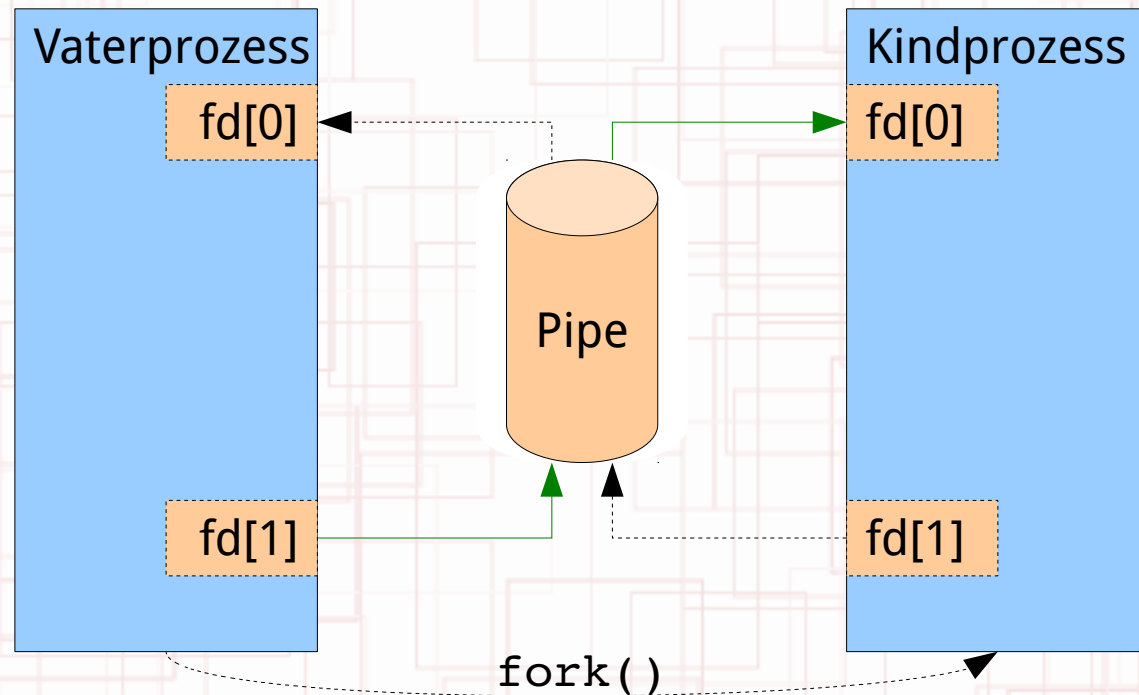 Vaterprozess
fd[0]
Kindprozess
fd[0]
Pipe
fd[1]
fd[1]
fork()